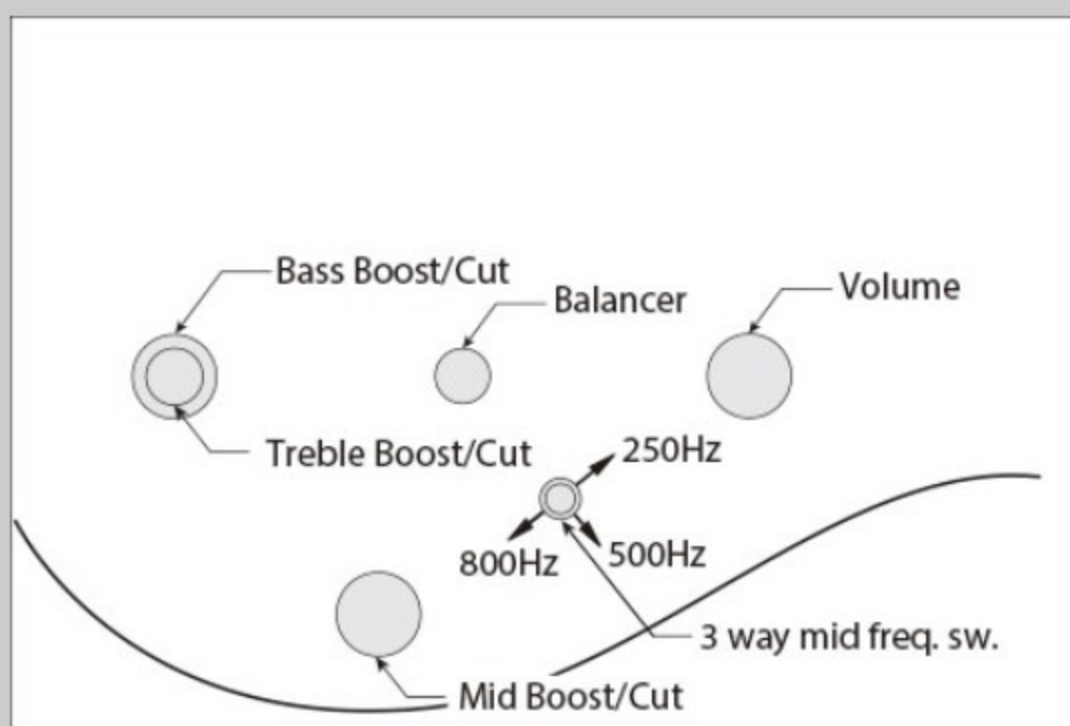 Bass Boost/Cut
Balancer
Volume
Treble Boost/Cut
250Hz
800Hz
500Hz
3 way mid freq. sw.
Mid Boost/Cut